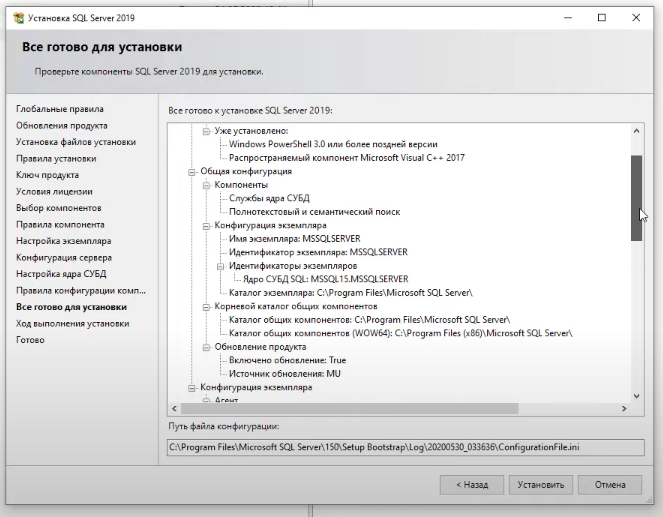 Установка SQL Server 2019
Все готово для установки
Проверьте компоненты SQL Server 2019 для установки.
Глобальные правила
Обновления продукта
Установка файлов установки
Правила установки
Ключ продукта
Условия лицензии
Выбор компонентов
Правила компонента
Настройка экземпляра
Конфигурация сервера
Настройка ядра СУБД
Правила конфигурации комп...
Все готово для установки
Ход выполнения установки
Готово
Все готово к установке SQL Server 2019:
Уже установлено:
Windows PowerShell 3.0 или более поздней версии
Распространяемый компонент Microsoft Visual C++ 2017
Общая конфигурация
Компоненты
Службы ядра СУБД
Полнотекстовый и семантический поиск
Конфигурация экземпляра
Имя экземпляра: MSSQLSERVER
Идентификатор экземпляра: MSSQLSERVER
Идентификаторы экземпляров
Ядро СУБД SQL: MSSQL15.MSSQLSERVER
Каталог экземпляра: C:\Program Files\Microsoft SQL Server\
Корневой каталог общих компонентов
Каталог общих компонентов: C:\Program Files\Microsoft SQL Server\
Каталог общих компонентов (WOW64): C:\Program Files (x86)\Microsoft SQL Server\
Обновление продукта
Включено обновление: True
Источник обновления: MU
Конфигурация экземпляра
Агент
Путь файла конфигурации:
C:\Program Files\Microsoft SQL Server\150\Setup Bootstrap\Log\20200530_033636\ConfigurationFile.ini
< Назад
Установить
Отмена